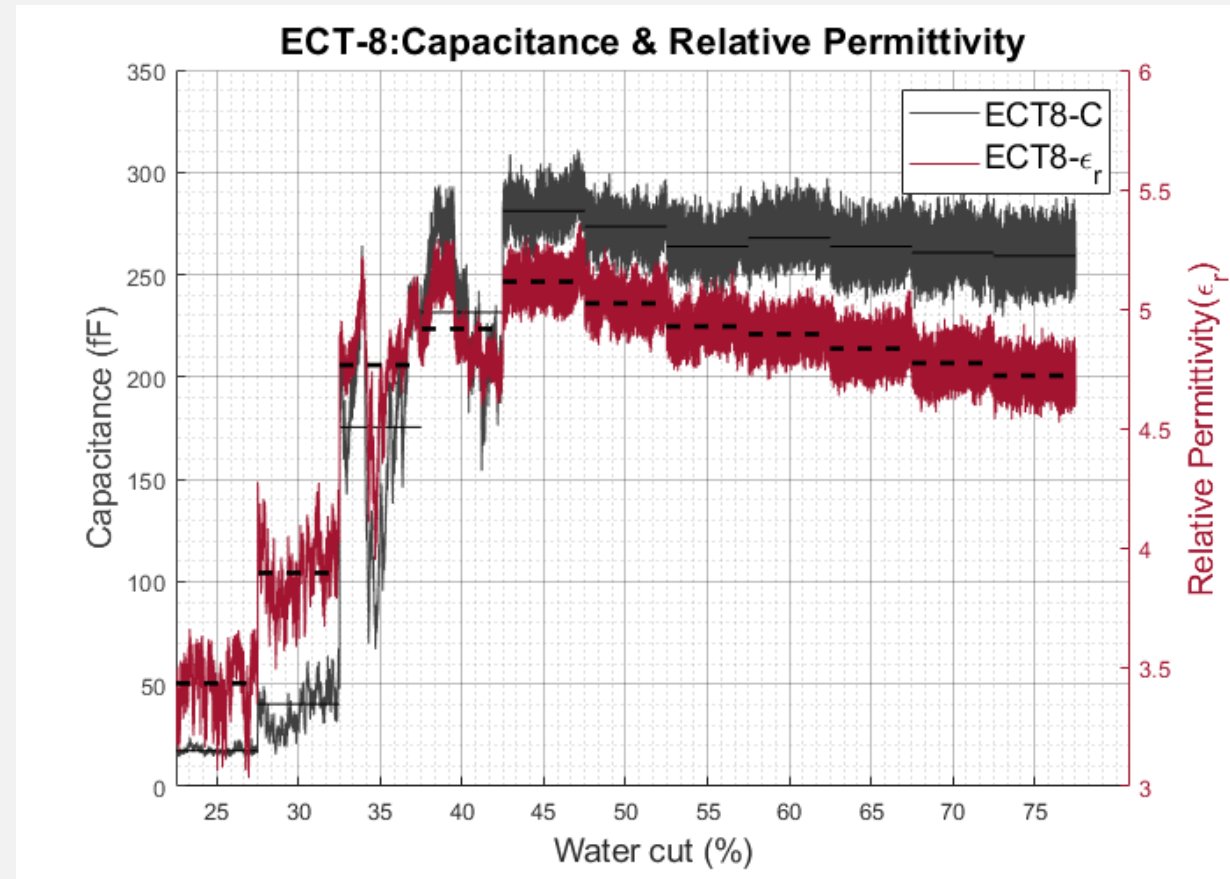 ECT-8:Capacitance & Relative Permittivity
350
300
250
200
150
100
50
0
Capacitance (fF)
6
5.5
5
4.5
4
3.5
3
Relative Permittivity(ϵr)
ECT8-C
ECT8-ϵr
25 30 35 40 45 50 55 60 65 70 75
Water cut (%)